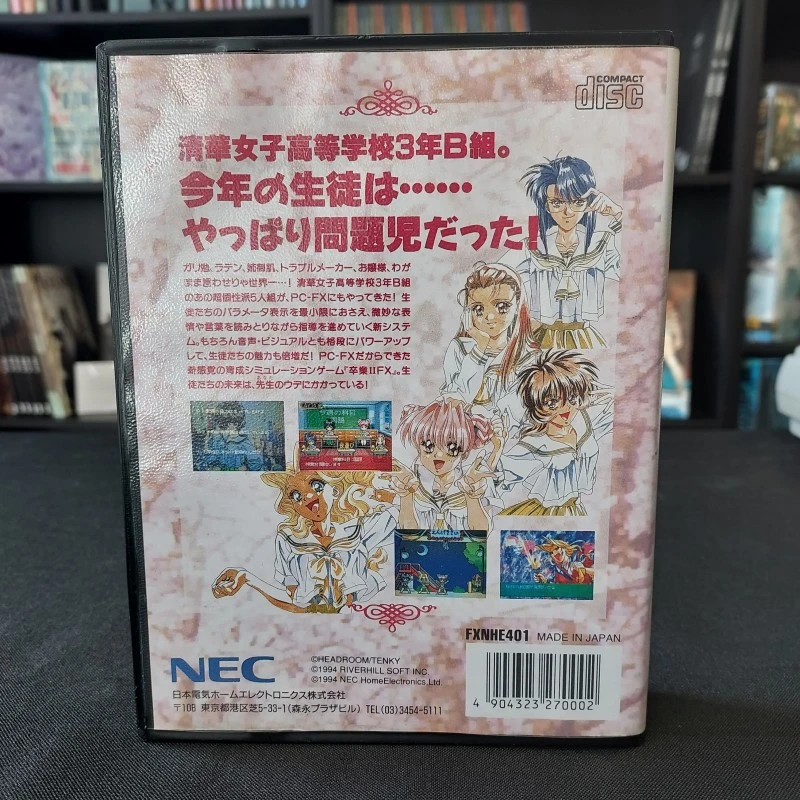 COMPACT
disc
清華女子高等学校3年B組。
今年の生徒は……
やっぱり問題児だった!
ガリ勉、ラテン、姉御肌、トラブルメーカー、お嬢様、わが
まま言わせりゃ世界一…! 清華女子高等学校3年B組
のあの超個性派5人組が、PC-FXにもやってきた! 生
徒たちのパラメータ表示を最小限におさえ、微妙な表
情や言葉を読みとりながら指導を進めていく新システ
ム。もちろん音声・ビジュアルとも格段にパワーアップ
して、生徒たちの魅力も倍増だ! PC-FXだからできた
新感覚の育成シミュレーションゲーム『卒業IIFX』。生
徒たちの未来は、先生のウデにかかっている!
FXNHE401 MADE IN JAPAN
NEC
©HEADROOM/TENKY
©1994 RIVERHILL SOFT INC.
©1994 NEC HomeElectronics,Ltd
日本電気ホームエレクトロニクス株式会社
〒108 東京都港区芝5-33-1(森永プラザビル) TEL(03)3454-5111
4 904323 270002